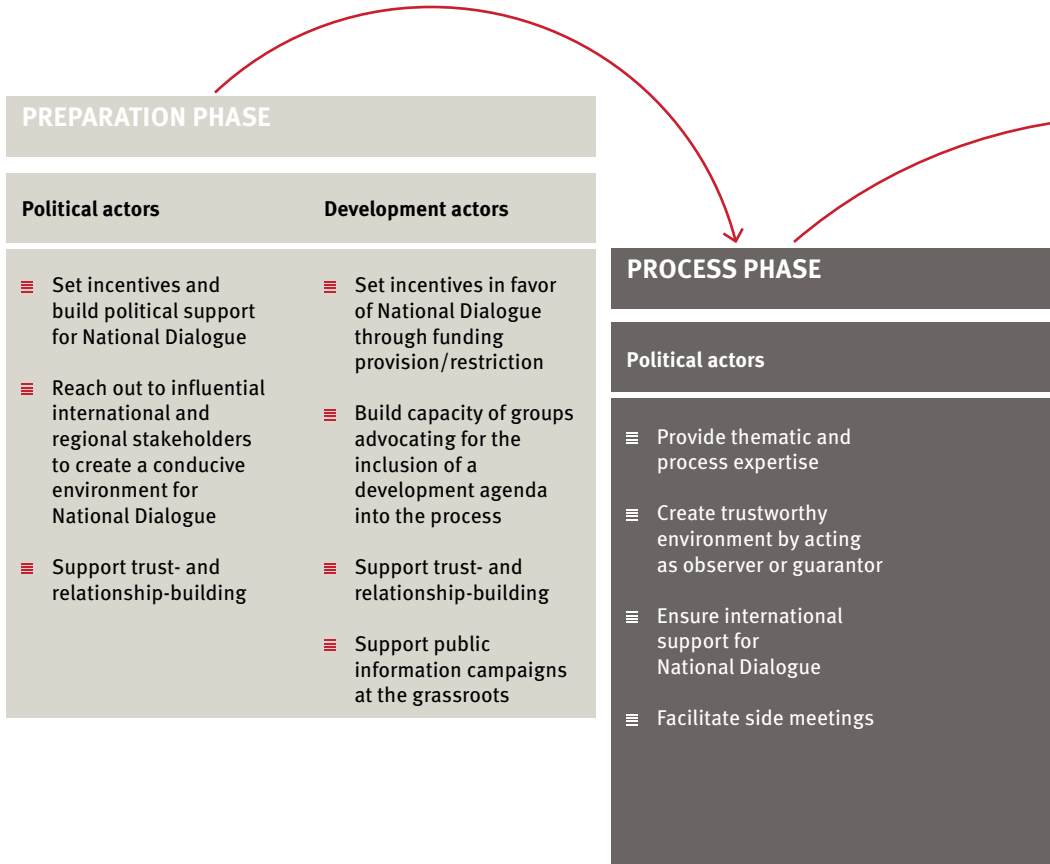 PREPARATION PHASE
Political actors
Set incentives and
build political support
for National Dialogue
Reach out to influential
international and
regional stakeholders
to create a conducive
environment for
National Dialogue
Support trust- and
relationship-building
Development actors
Set incentives in favor
of National Dialogue
through funding
provision/restriction
Build capacity of groups
advocating for the
inclusion of a
development agenda
into the process
Support trust- and
relationship-building
Support public
information campaigns
at the grassroots
PROCESS PHASE
Political actors
Provide thematic and
process expertise
Create trustworthy
environment by acting
as observer or guarantor
Ensure international
support for
National Dialogue
Facilitate side meetings